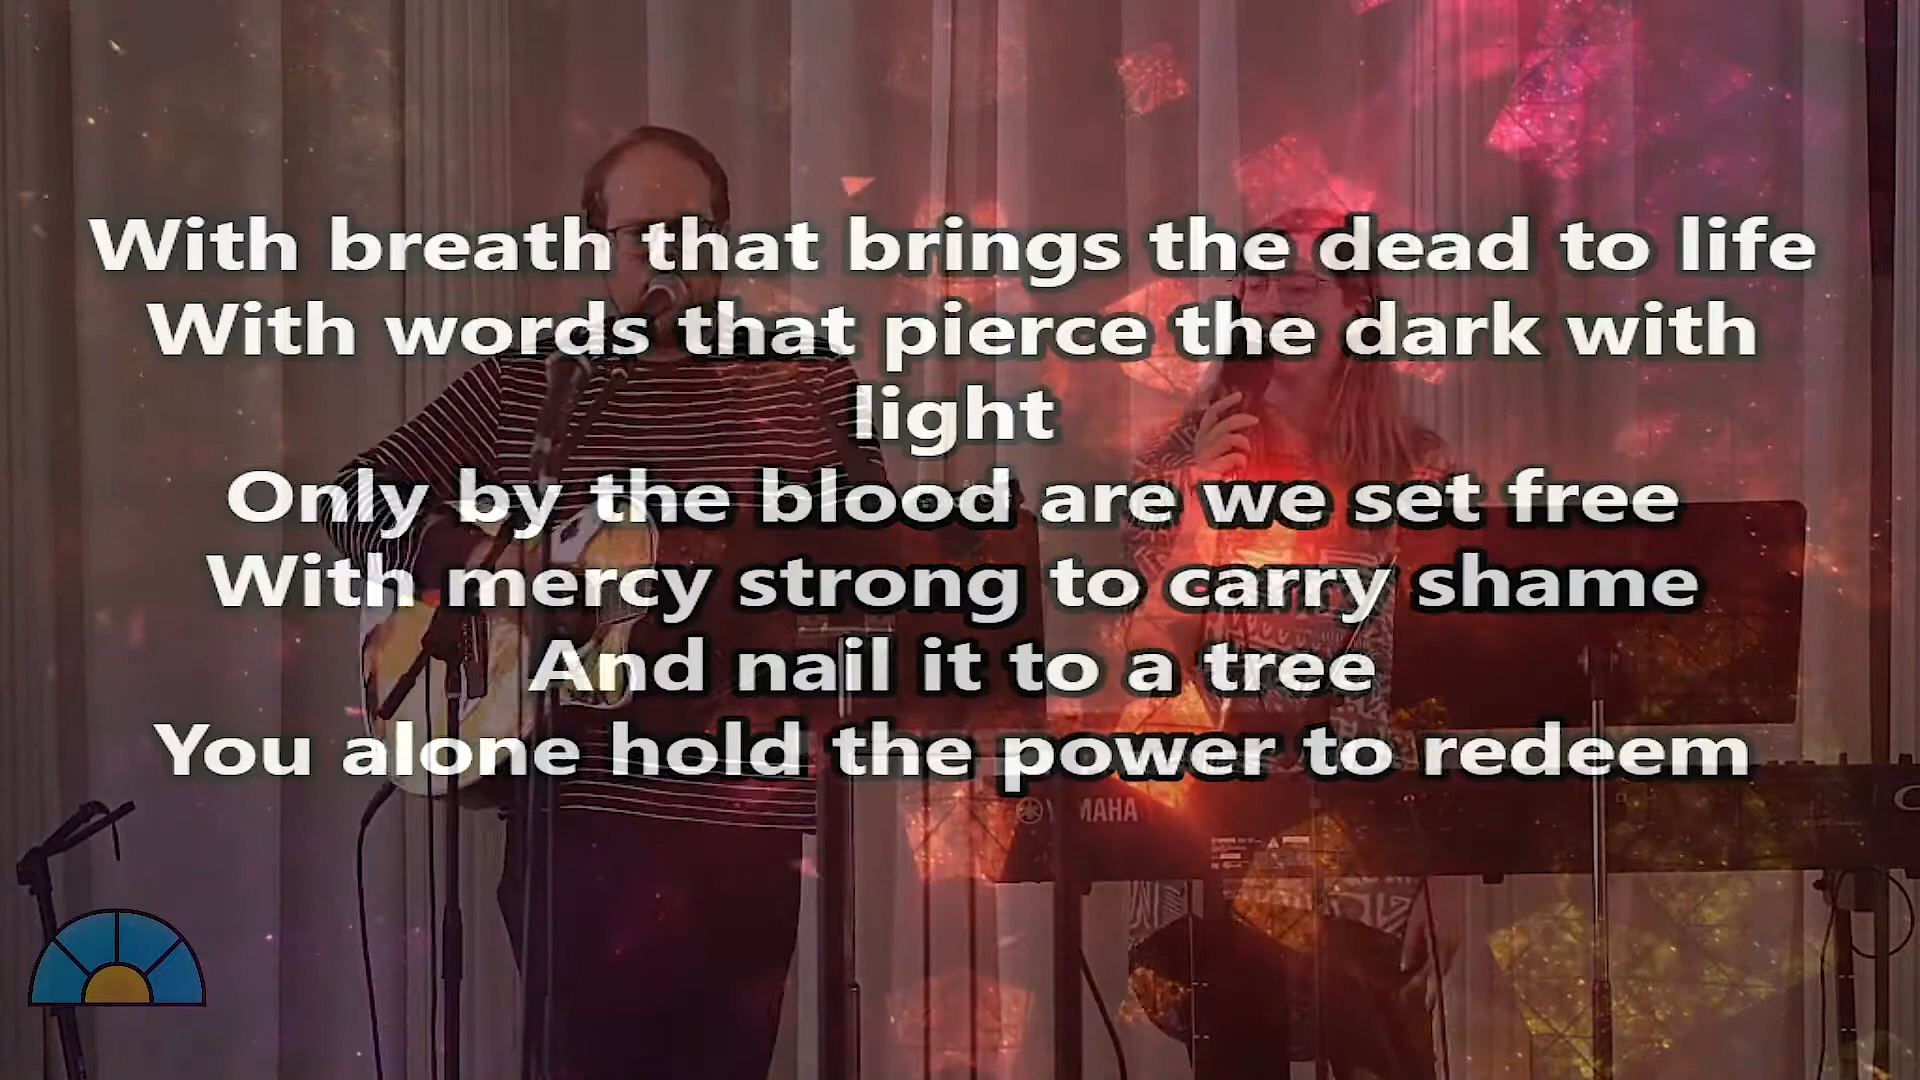 With breath that brings the dead to life
With words that pierce the dark with
light
Only by the blood are we set free
With mercy strong to carry shame
And nail it to a tree
You alone hold the power to redeem
YAMAHA